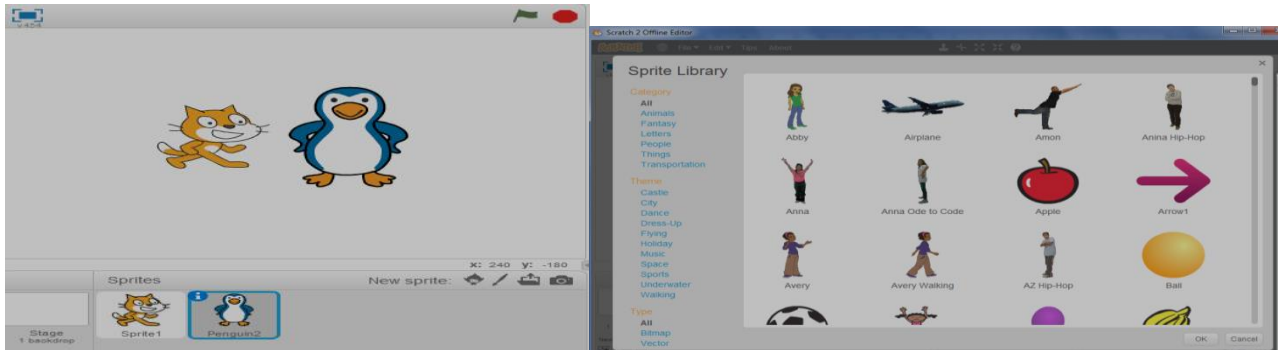 v454
x: 240 y: -180
Sprites
New sprite:
Stage
1 backdrop
Sprite1
Penguin2
Scratch 2 Offline Editor
SCRATCH File Edit Tips About
Sprite Library
Category
All
Animals
Fantasy
Letters
People
Things
Transportation
Theme
Castle
City
Dance
Dress-Up
Flying
Holiday
Music
Space
Sports
Underwater
Walking
Type
All
Bitmap
Vector
Abby
Airplane
Amon
Anina Hip-Hop
Anna
Anna Ode to Code
Apple
Arrow1
Avery
Avery Walking
AZ Hip-Hop
Ball
OK
Cancel